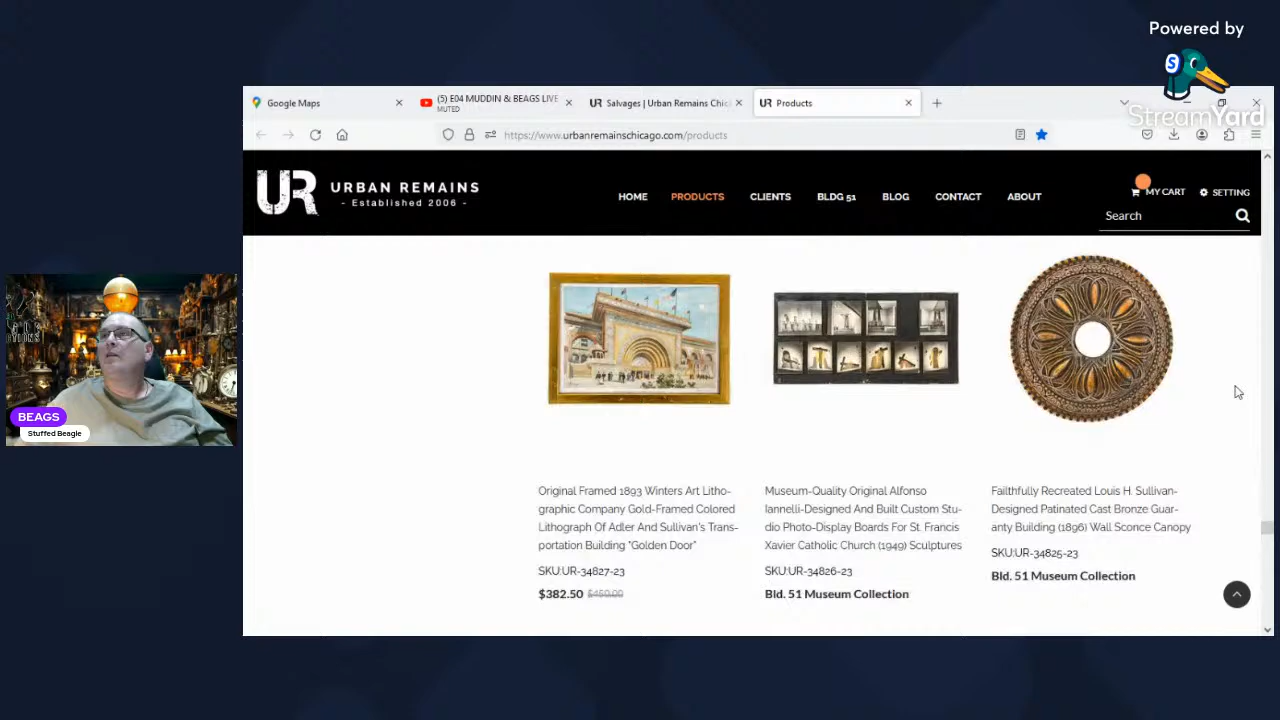 Powered by
S
StreamYard
Google Maps
(5) E04 MUDDIN & BEAGS LIVE
MUTED
UR Salvages | Urban Remains Chic
UR Products
https://www.urbanremainschicago.com/products
UR URBAN REMAINS
- Established 2006 -
HOME PRODUCTS CLIENTS BLDG 51 BLOG CONTACT ABOUT
MY CART SETTING
Search
BEAGS
Stuffed Beagle
Original Framed 1893 Winters Art Litho-
graphic Company Gold-Framed Colored
Lithograph Of Adler And Sullivan's Trans-
portation Building "Golden Door"
SKU:UR-34827-23
$382.50 $450.00
Museum-Quality Original Alfonso
Iannelli-Designed And Built Custom Stu-
dio Photo-Display Boards For St. Francis
Xavier Catholic Church (1949) Sculptures
SKU:UR-34826-23
Bld. 51 Museum Collection
Failthfully Recreated Louis H. Sullivan-
Designed Patinated Cast Bronze Guar-
anty Building (1896) Wall Sconce Canopy
SKU:UR-34825-23
Bld. 51 Museum Collection